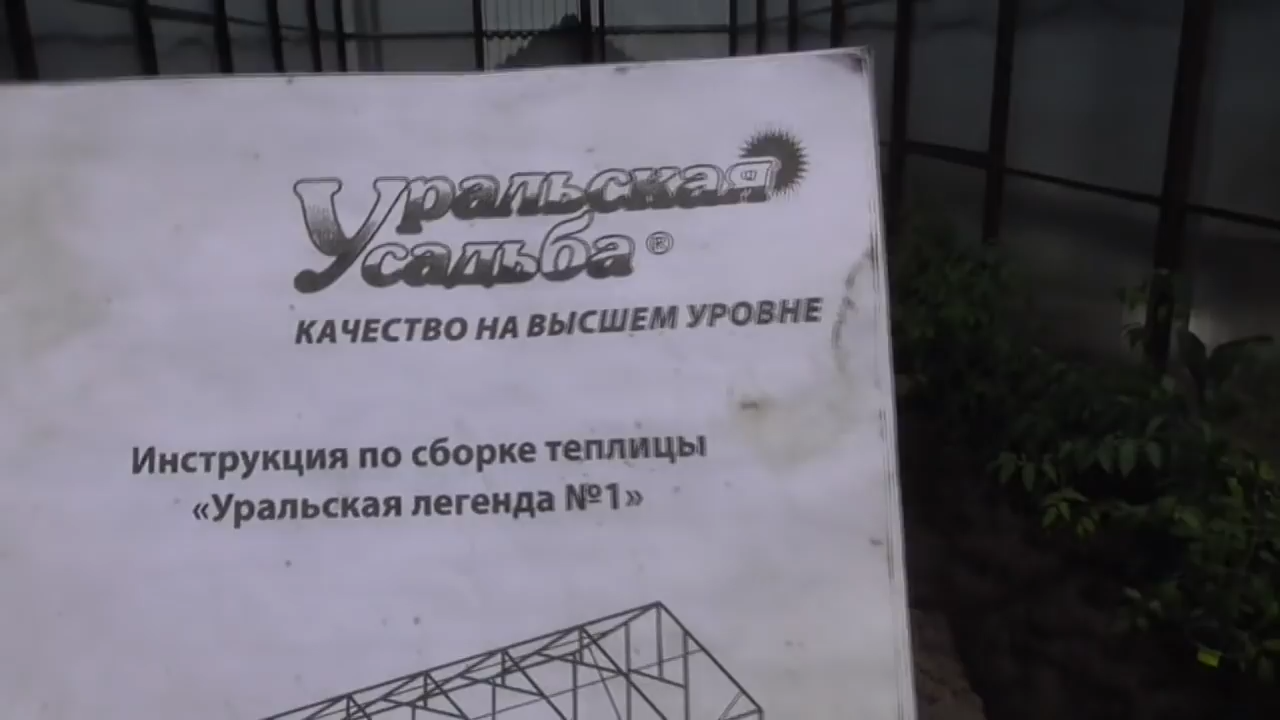 Уральская
Усадьба ®
КАЧЕСТВО НА ВЫСШЕМ УРОВНЕ
Инструкция по сборке теплицы
«Уральская легенда №1»